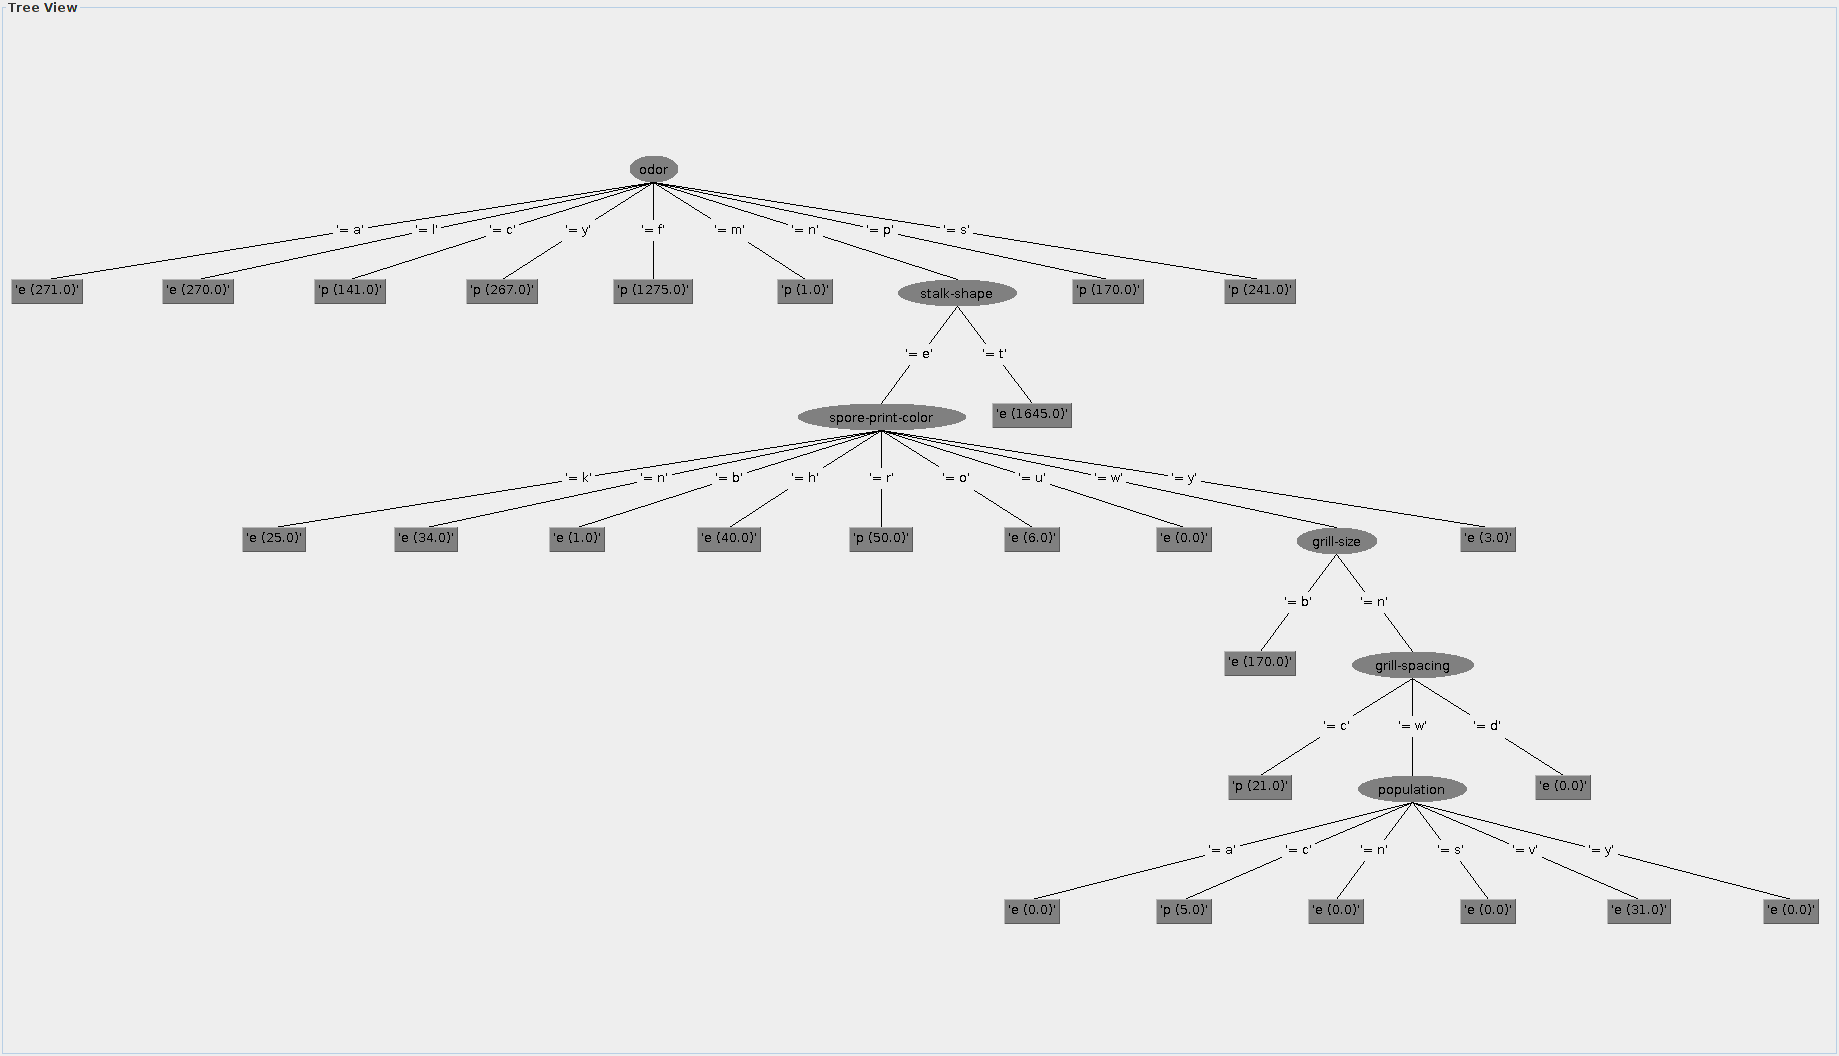 Tree View
odor
'= a' '= l' '= c' '= y' '= f' '= m' '= n' '= p' '= s'
'e (271.0)' 'e (270.0)' 'p (141.0)' 'p (267.0)' 'p (1275.0)' 'p (1.0)' stalk-shape 'p (170.0)' 'p (241.0)'
'= e' '= t'
spore-print-color 'e (1645.0)'
'= k' '= n' '= b' '= h' '= r' '= o' '= u' '= w' '= y'
'e (25.0)' 'e (34.0)' 'e (1.0)' 'e (40.0)' 'p (50.0)' 'e (6.0)' 'e (0.0)' grill-size 'e (3.0)'
'= b' '= n'
'e (170.0)' grill-spacing
'= c' '= w' '= d'
'p (21.0)' population 'e (0.0)'
'= a' '= c' '= n' '= s' '= v' '= y'
'e (0.0)' 'p (5.0)' 'e (0.0)' 'e (0.0)' 'e (31.0)' 'e (0.0)'